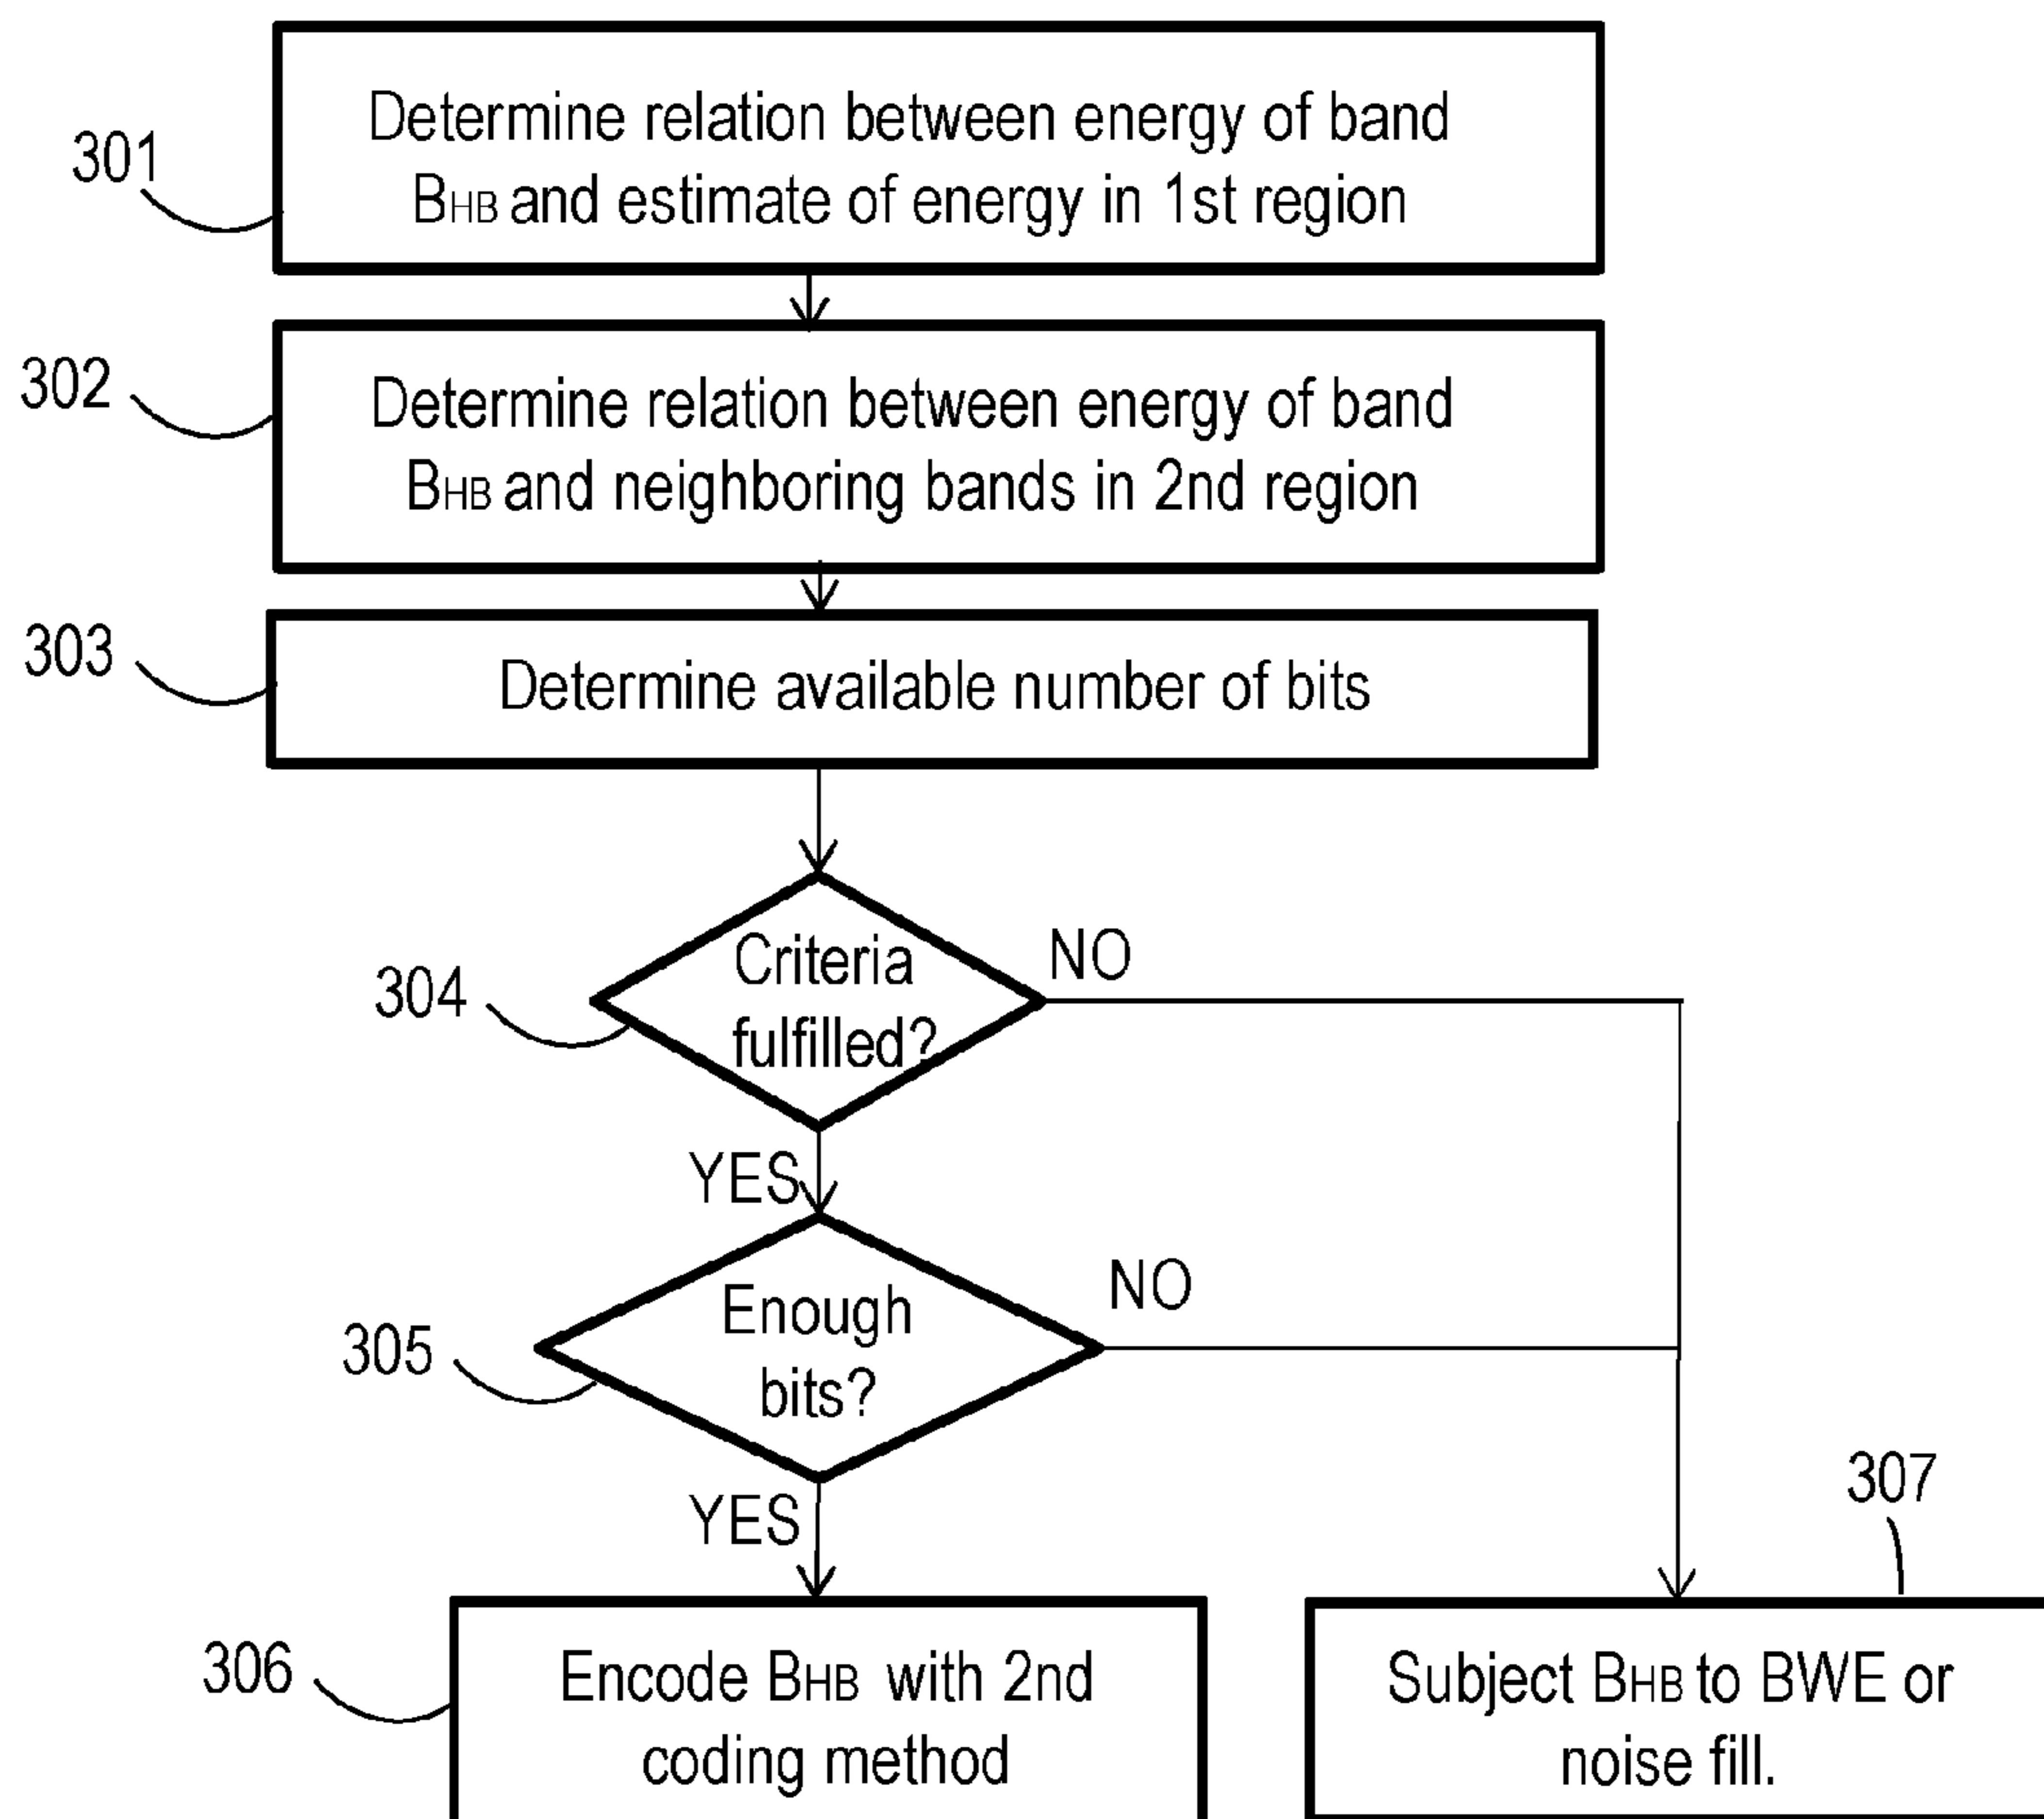 301
Determine relation between energy of band
BHB and estimate of energy in 1st region
302
Determine relation between energy of band
BHB and neighboring bands in 2nd region
303
Determine available number of bits
304
Criteria
fulfilled?
NO
YES
305
Enough
bits?
NO
YES
306
Encode BHB with 2nd
coding method
307
Subject BHB to BWE or
noise fill.